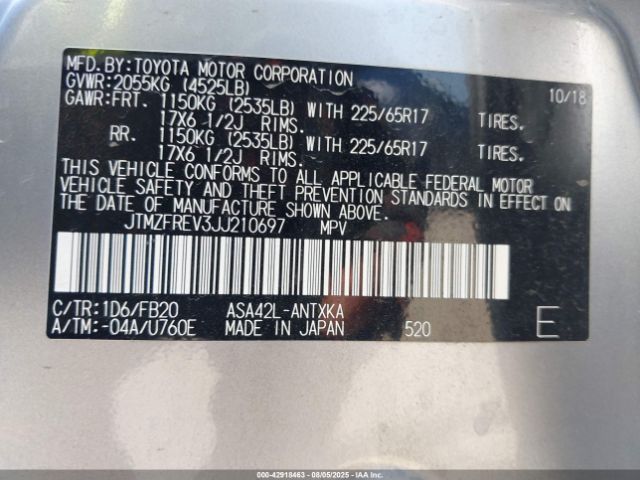 MFD. BY: TOYOTA MOTOR CORPORATION 10/18
GVWR: 2055KG (4525LB)
GAWR: FRT. 1150KG (2535LB) WITH 225/65R17 TIRES.
17X6 1/2J RIMS.
RR. 1150KG (2535LB) WITH 225/65R17 TIRES.
17X6 1/2J RIMS.
THIS VEHICLE CONFORMS TO ALL APPLICABLE FEDERAL MOTOR
VEHICLE SAFETY AND THEFT PREVENTION STANDARDS IN EFFECT ON
THE DATE OF MANUFACTURE SHOWN ABOVE.
JTMZFREV3JJ210697 MPV
C/TR: 1D6/FB20 ASA42L-ANTXKA
A/TM: -04A/U760E MADE IN JAPAN 520 E
000-42918463 - 08/05/2025 - IAAI.COM